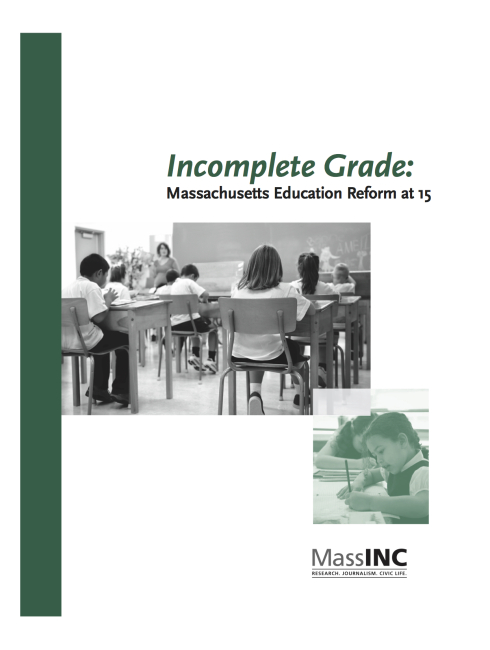 Incomplete Grade:
Massachusetts Education Reform at 15
MassINC
RESEARCH. JOURNALISM. CIVIC LIFE.